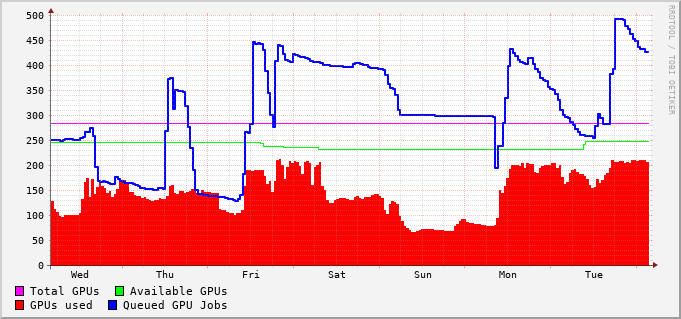 500
450
400
350
300
250
200
150
100
50
0
Wed Thu Fri Sat Sun Mon Tue
Total GPUs Available GPUs
GPUs used Queued GPU Jobs
RRDTOOL / TOBI OETIKER